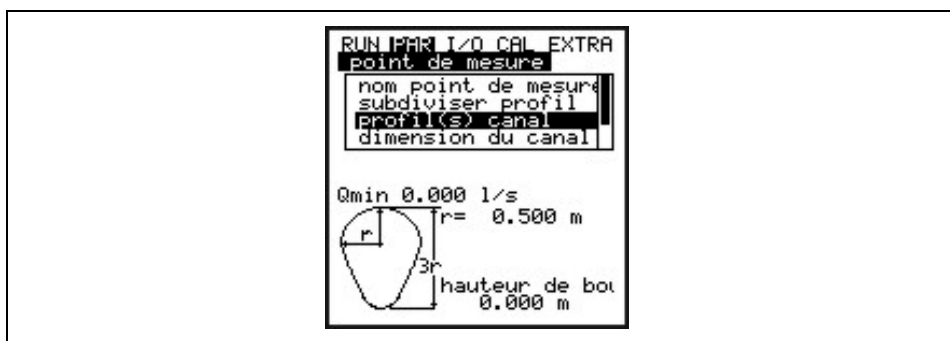 RUN PAR I/O CAL EXTRA
point de mesure
nom point de mesure
subdiviser profil
profil(s) canal
dimension du canal
Qmin 0.000 l/s
r= 0.500 m
r
3r
hauteur de bou
0.000 m